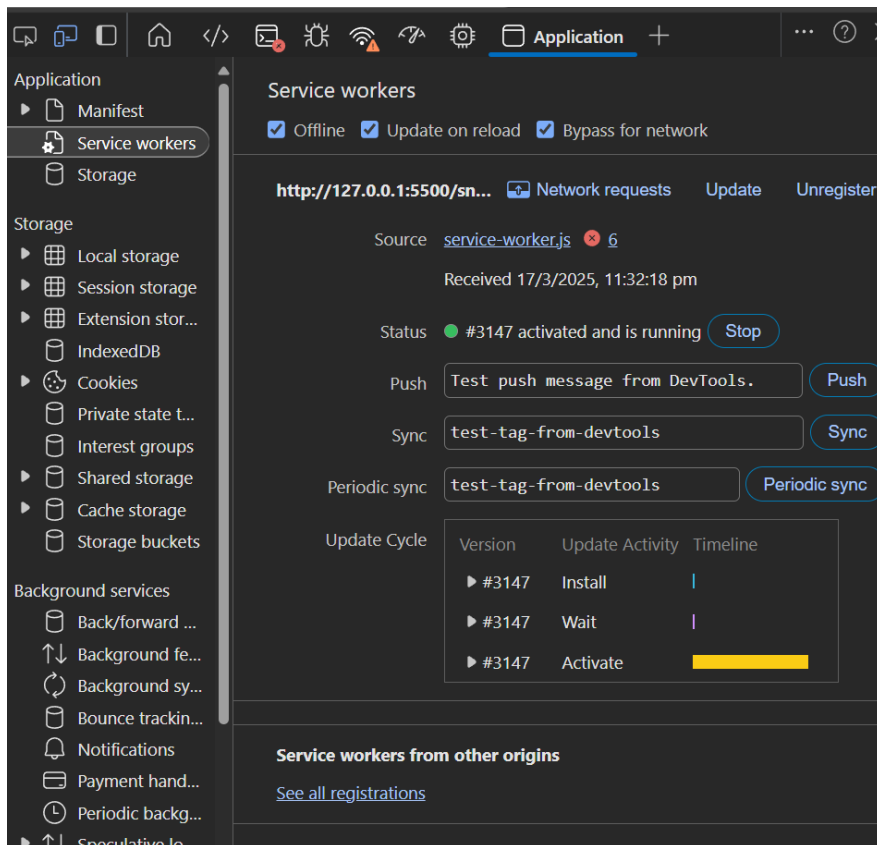 Application
Application
Manifest
Service workers
Storage
Storage
Local storage
Session storage
Extension stor...
IndexedDB
Cookies
Private state t...
Interest groups
Shared storage
Cache storage
Storage buckets
Background services
Back/forward ...
Background fe...
Background sy...
Bounce trackin...
Notifications
Payment hand...
Periodic backg...
Speculative lo...
Service workers
Offline Update on reload Bypass for network
http://127.0.0.1:5500/sn... Network requests Update Unregister
Source service-worker.js 6
Received 17/3/2025, 11:32:18 pm
Status #3147 activated and is running Stop
Push Test push message from DevTools. Push
Sync test-tag-from-devtools Sync
Periodic sync test-tag-from-devtools Periodic sync
Update Cycle Version Update Activity Timeline
#3147 Install
#3147 Wait
#3147 Activate
Service workers from other origins
See all registrations